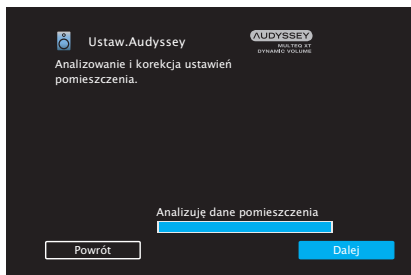 Ustaw.Audyssey
AUDYSSEY
MULTEQ XT
DYNAMIC VOLUME
Analizowanie i korekcja ustawień
pomieszczenia.
Analizuję dane pomieszczenia
Powrót
Dalej